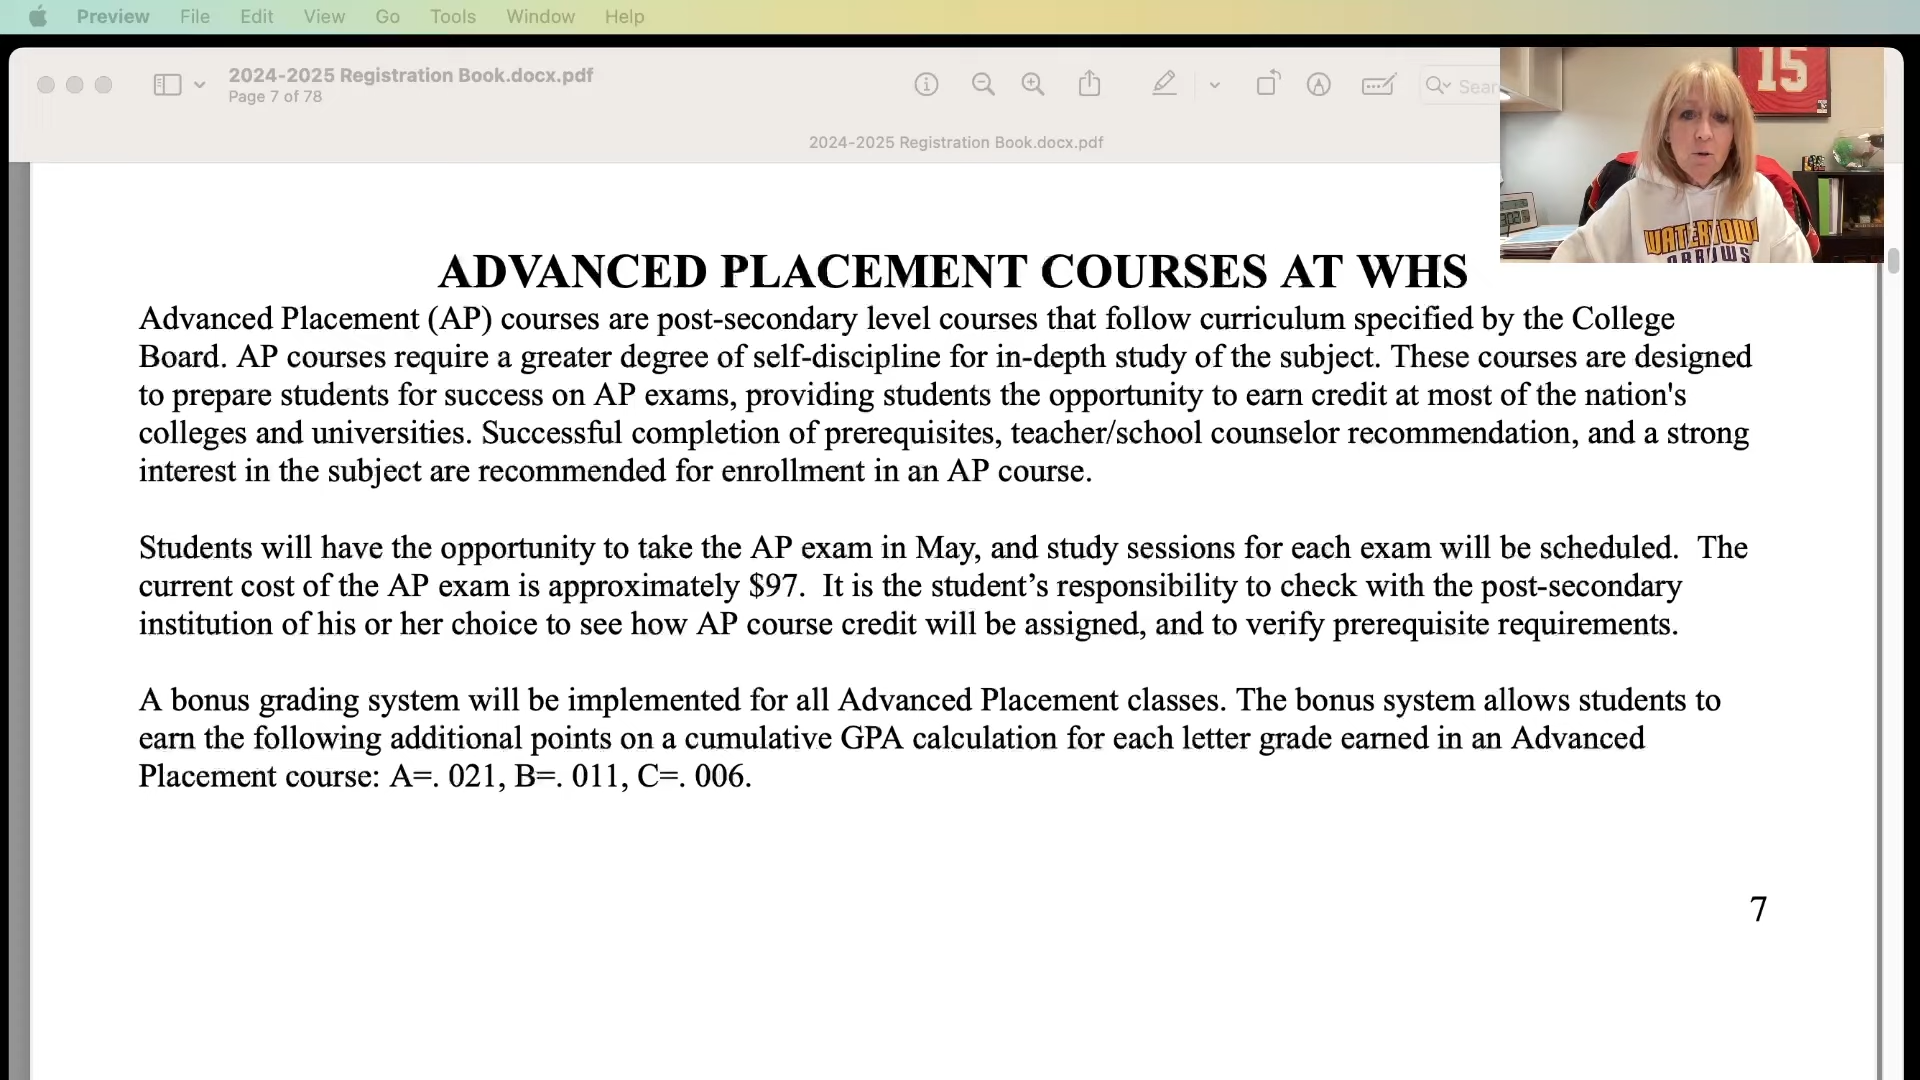 Preview File Edit View Go Tools Window Help
2024-2025 Registration Book.docx.pdf
Page 7 of 78
Sear
15
2024-2025 Registration Book.docx.pdf
WATERTOWN
ARROWS
ADVANCED PLACEMENT COURSES AT WHS
Advanced Placement (AP) courses are post-secondary level courses that follow curriculum specified by the College
Board. AP courses require a greater degree of self-discipline for in-depth study of the subject. These courses are designed
to prepare students for success on AP exams, providing students the opportunity to earn credit at most of the nation's
colleges and universities. Successful completion of prerequisites, teacher/school counselor recommendation, and a strong
interest in the subject are recommended for enrollment in an AP course.
Students will have the opportunity to take the AP exam in May, and study sessions for each exam will be scheduled.  The
current cost of the AP exam is approximately $97.  It is the student’s responsibility to check with the post-secondary
institution of his or her choice to see how AP course credit will be assigned, and to verify prerequisite requirements.
A bonus grading system will be implemented for all Advanced Placement classes. The bonus system allows students to
earn the following additional points on a cumulative GPA calculation for each letter grade earned in an Advanced
Placement course: A=. 021, B=. 011, C=. 006.
7